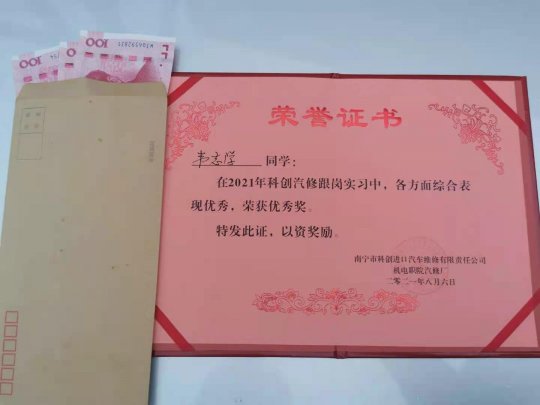 100
WJ06592821
荣誉证书
韦志学 同学：
在2021年科创汽修跟岗实习中，各方面综合表
现优秀，荣获优秀奖。
特发此证，以资奖励。
南宁市科创进口汽车维修有限责任公司
机电职院汽修厂
二零二一年八月六日